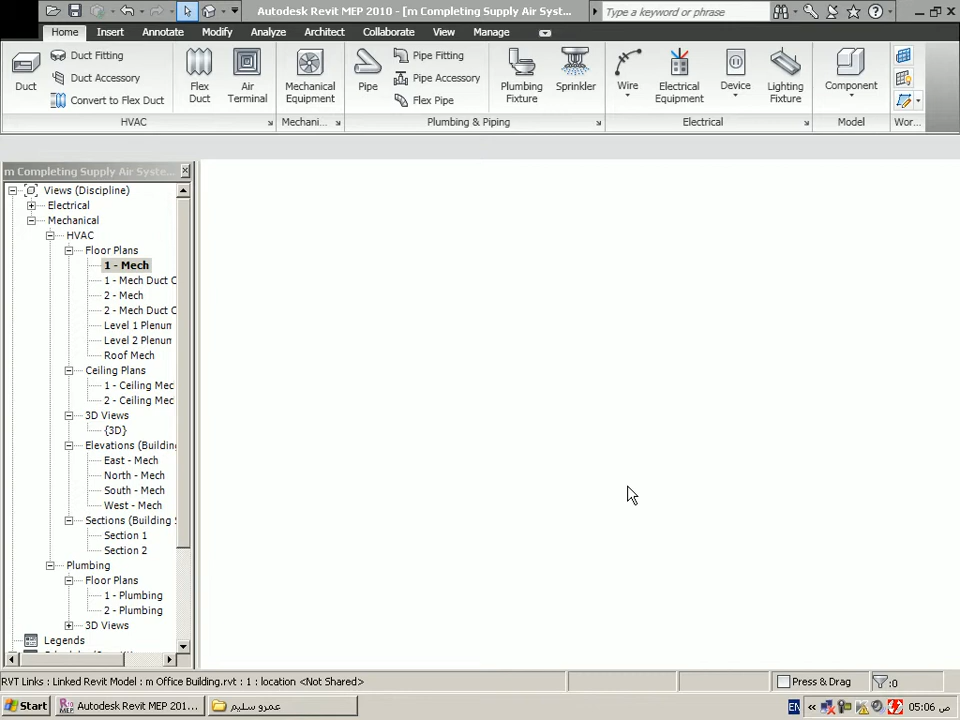 Autodesk Revit MEP 2010 - [m Completing Supply Air Syst...
Type a keyword or phrase
Home Insert Annotate Modify Analyze Architect Collaborate View Manage
Duct
Duct Fitting
Duct Accessory
Convert to Flex Duct
Flex Duct
Air Terminal
Mechanical Equipment
Pipe
Pipe Fitting
Pipe Accessory
Flex Pipe
Plumbing Fixture
Sprinkler
Wire
Electrical Equipment
Device
Lighting Fixture
Component
HVAC Mechani... Plumbing & Piping Electrical Model Wor...
m Completing Supply Air Syste...
Views (Discipline)
Electrical
Mechanical
HVAC
Floor Plans
1 - Mech
1 - Mech Duct C
2 - Mech
2 - Mech Duct C
Level 1 Plenum
Level 2 Plenum
Roof Mech
Ceiling Plans
1 - Ceiling Mec
2 - Ceiling Mec
3D Views
{3D}
Elevations (Building
East - Mech
North - Mech
South - Mech
West - Mech
Sections (Building S
Section 1
Section 2
Plumbing
Floor Plans
1 - Plumbing
2 - Plumbing
3D Views
Legends
RVT Links : Linked Revit Model : m Office Building.rvt : 1 : location <Not Shared>
Press & Drag
:0
Start
Autodesk Revit MEP 201...
عمرو سليم
EN
05:06 ص